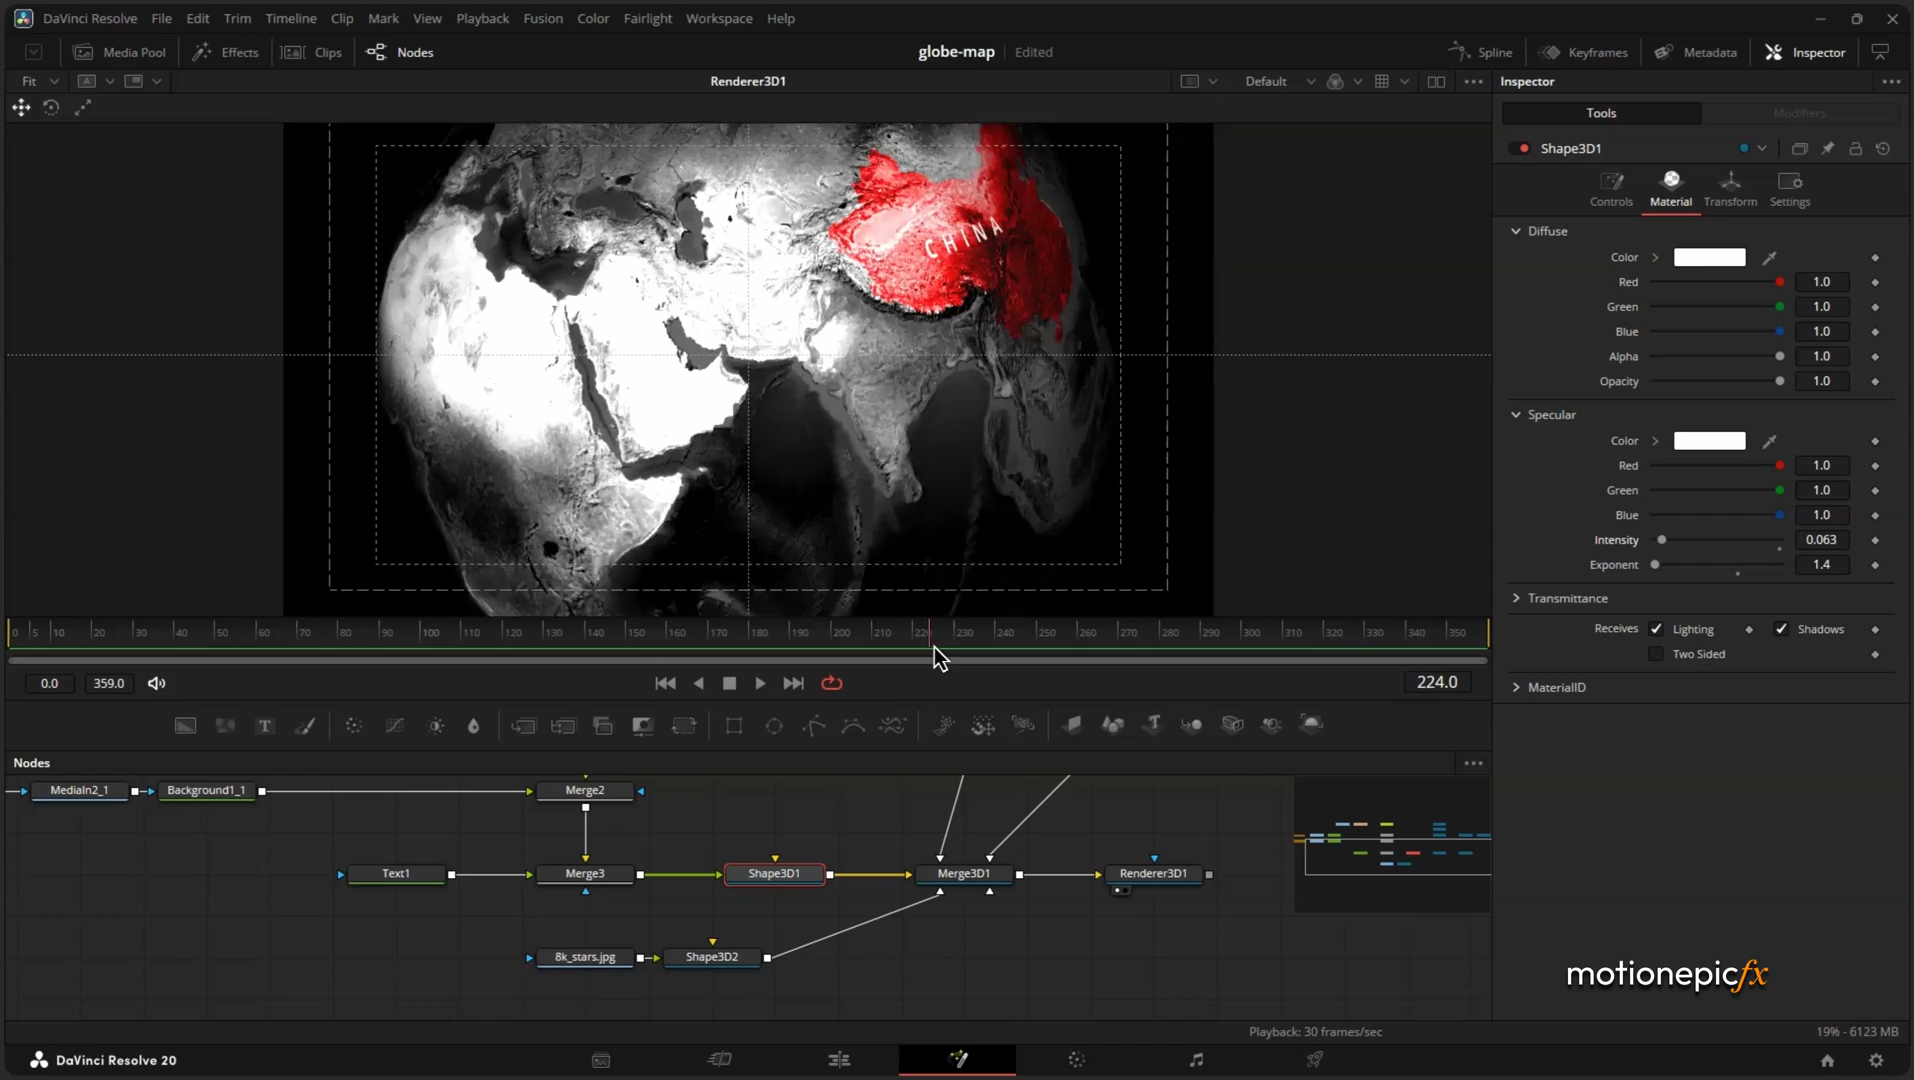 DaVinci Resolve File Edit Trim Timeline Clip Mark View Playback Fusion Color Fairlight Workspace Help
Media Pool Effects Clips Nodes globe-map Edited Spline Keyframes Metadata Inspector
Fit A Renderer3D1 Default Inspector
Tools Modifiers
Shape3D1
Controls Material Transform Settings
Diffuse
Color
Red 1.0
Green 1.0
Blue 1.0
Alpha 1.0
Opacity 1.0
Specular
Color
Red 1.0
Green 1.0
Blue 1.0
Intensity 0.063
Exponent 1.4
Transmittance
Receives Lighting Shadows
Two Sided
MaterialID
CHINA
0 5 10 20 30 40 50 60 70 80 90 100 110 120 130 140 150 160 170 180 190 200 210 220 230 240 250 260 270 280 290 300 310 320 330 340 350
0.0 359.0 224.0
T
Nodes
MediaIn2_1 Background1_1 Merge2
Text1 Merge3 Shape3D1 Merge3D1 Renderer3D1
8k_stars.jpg Shape3D2
motionepicfx
Playback: 30 frames/sec 19% - 6123 MB
DaVinci Resolve 20